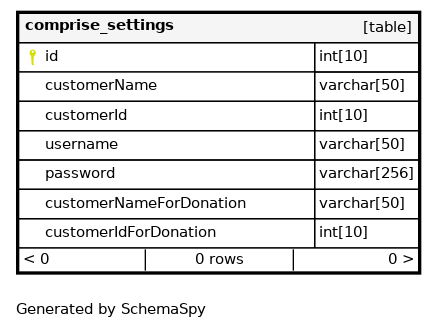 comprise_settings [table]
id int[10]
customerName varchar[50]
customerId int[10]
username varchar[50]
password varchar[256]
customerNameForDonation varchar[50]
customerIdForDonation int[10]
< 0 0 rows 0 >
Generated by SchemaSpy